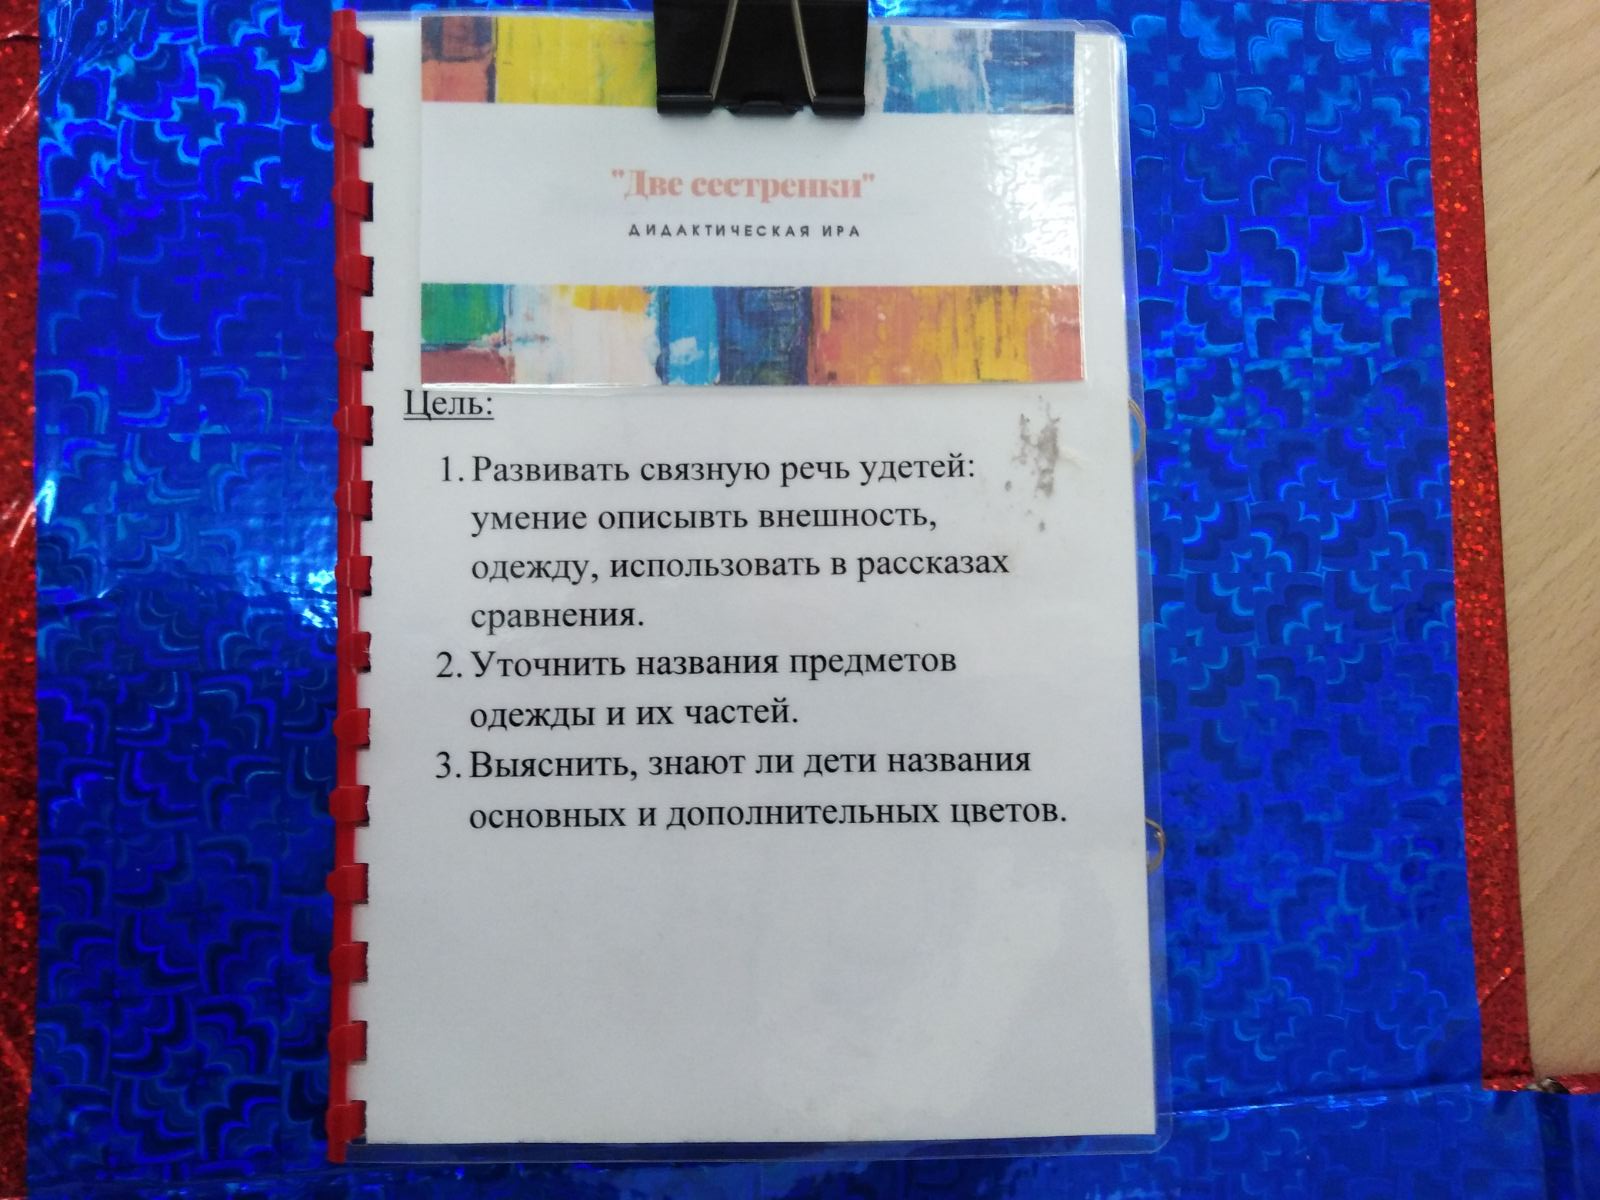 "Две сестренки"
ДИДАКТИЧЕСКАЯ ИРА
Цель:
1. Развивать связную речь удетей:
умение описывть внешность,
одежду, использовать в рассказах
сравнения.
2. Уточнить названия предметов
одежды и их частей.
3. Выяснить, знают ли дети названия
основных и дополнительных цветов.